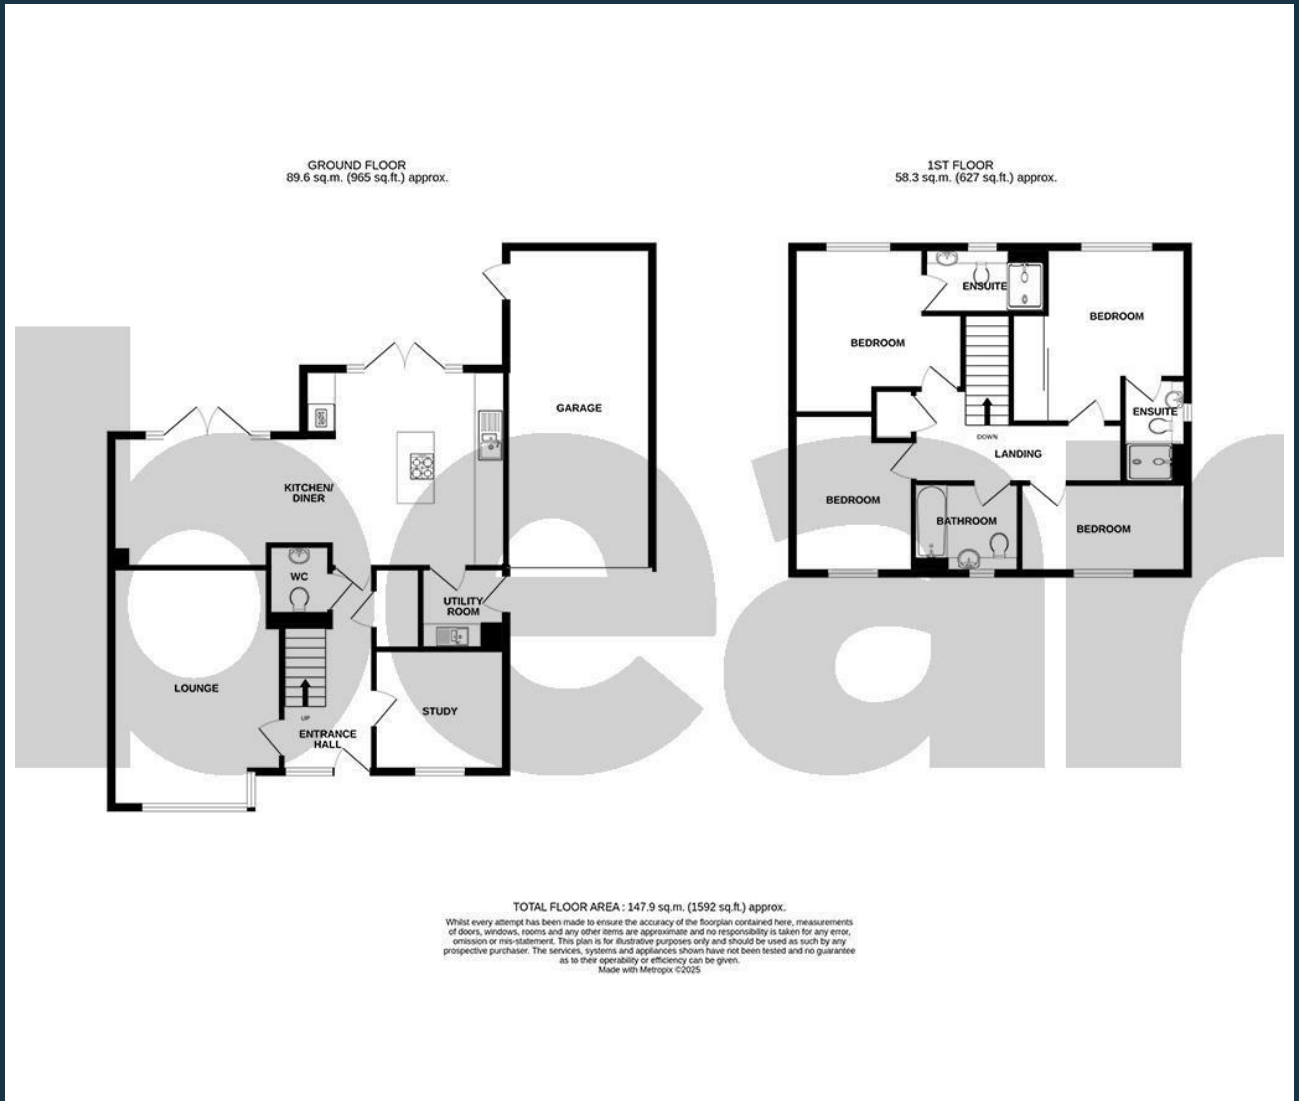 GROUND FLOOR
89.6 sq.m. (965 sq.ft.) approx.
1ST FLOOR
58.3 sq.m. (627 sq.ft.) approx.
GARAGE
KITCHEN/
DINER
WC
UTILITY
ROOM
LOUNGE
STUDY
UP
ENTRANCE
HALL
ENSUITE
BEDROOM
BEDROOM
ENSUITE
DOWN
LANDING
BEDROOM
BATHROOM
BEDROOM
lear
TOTAL FLOOR AREA : 147.9 sq.m. (1592 sq.ft.) approx.
Whilst every attempt has been made to ensure the accuracy of the floorplan contained here, measurements
of doors, windows, rooms and any other items are approximate and no responsibility is taken for any error,
omission or mis-statement. This plan is for illustrative purposes only and should be used as such by any
prospective purchaser. The services, systems and appliances shown have not been tested and no guarantee
as to their operability or efficiency can be given.
Made with Metropix ©2025